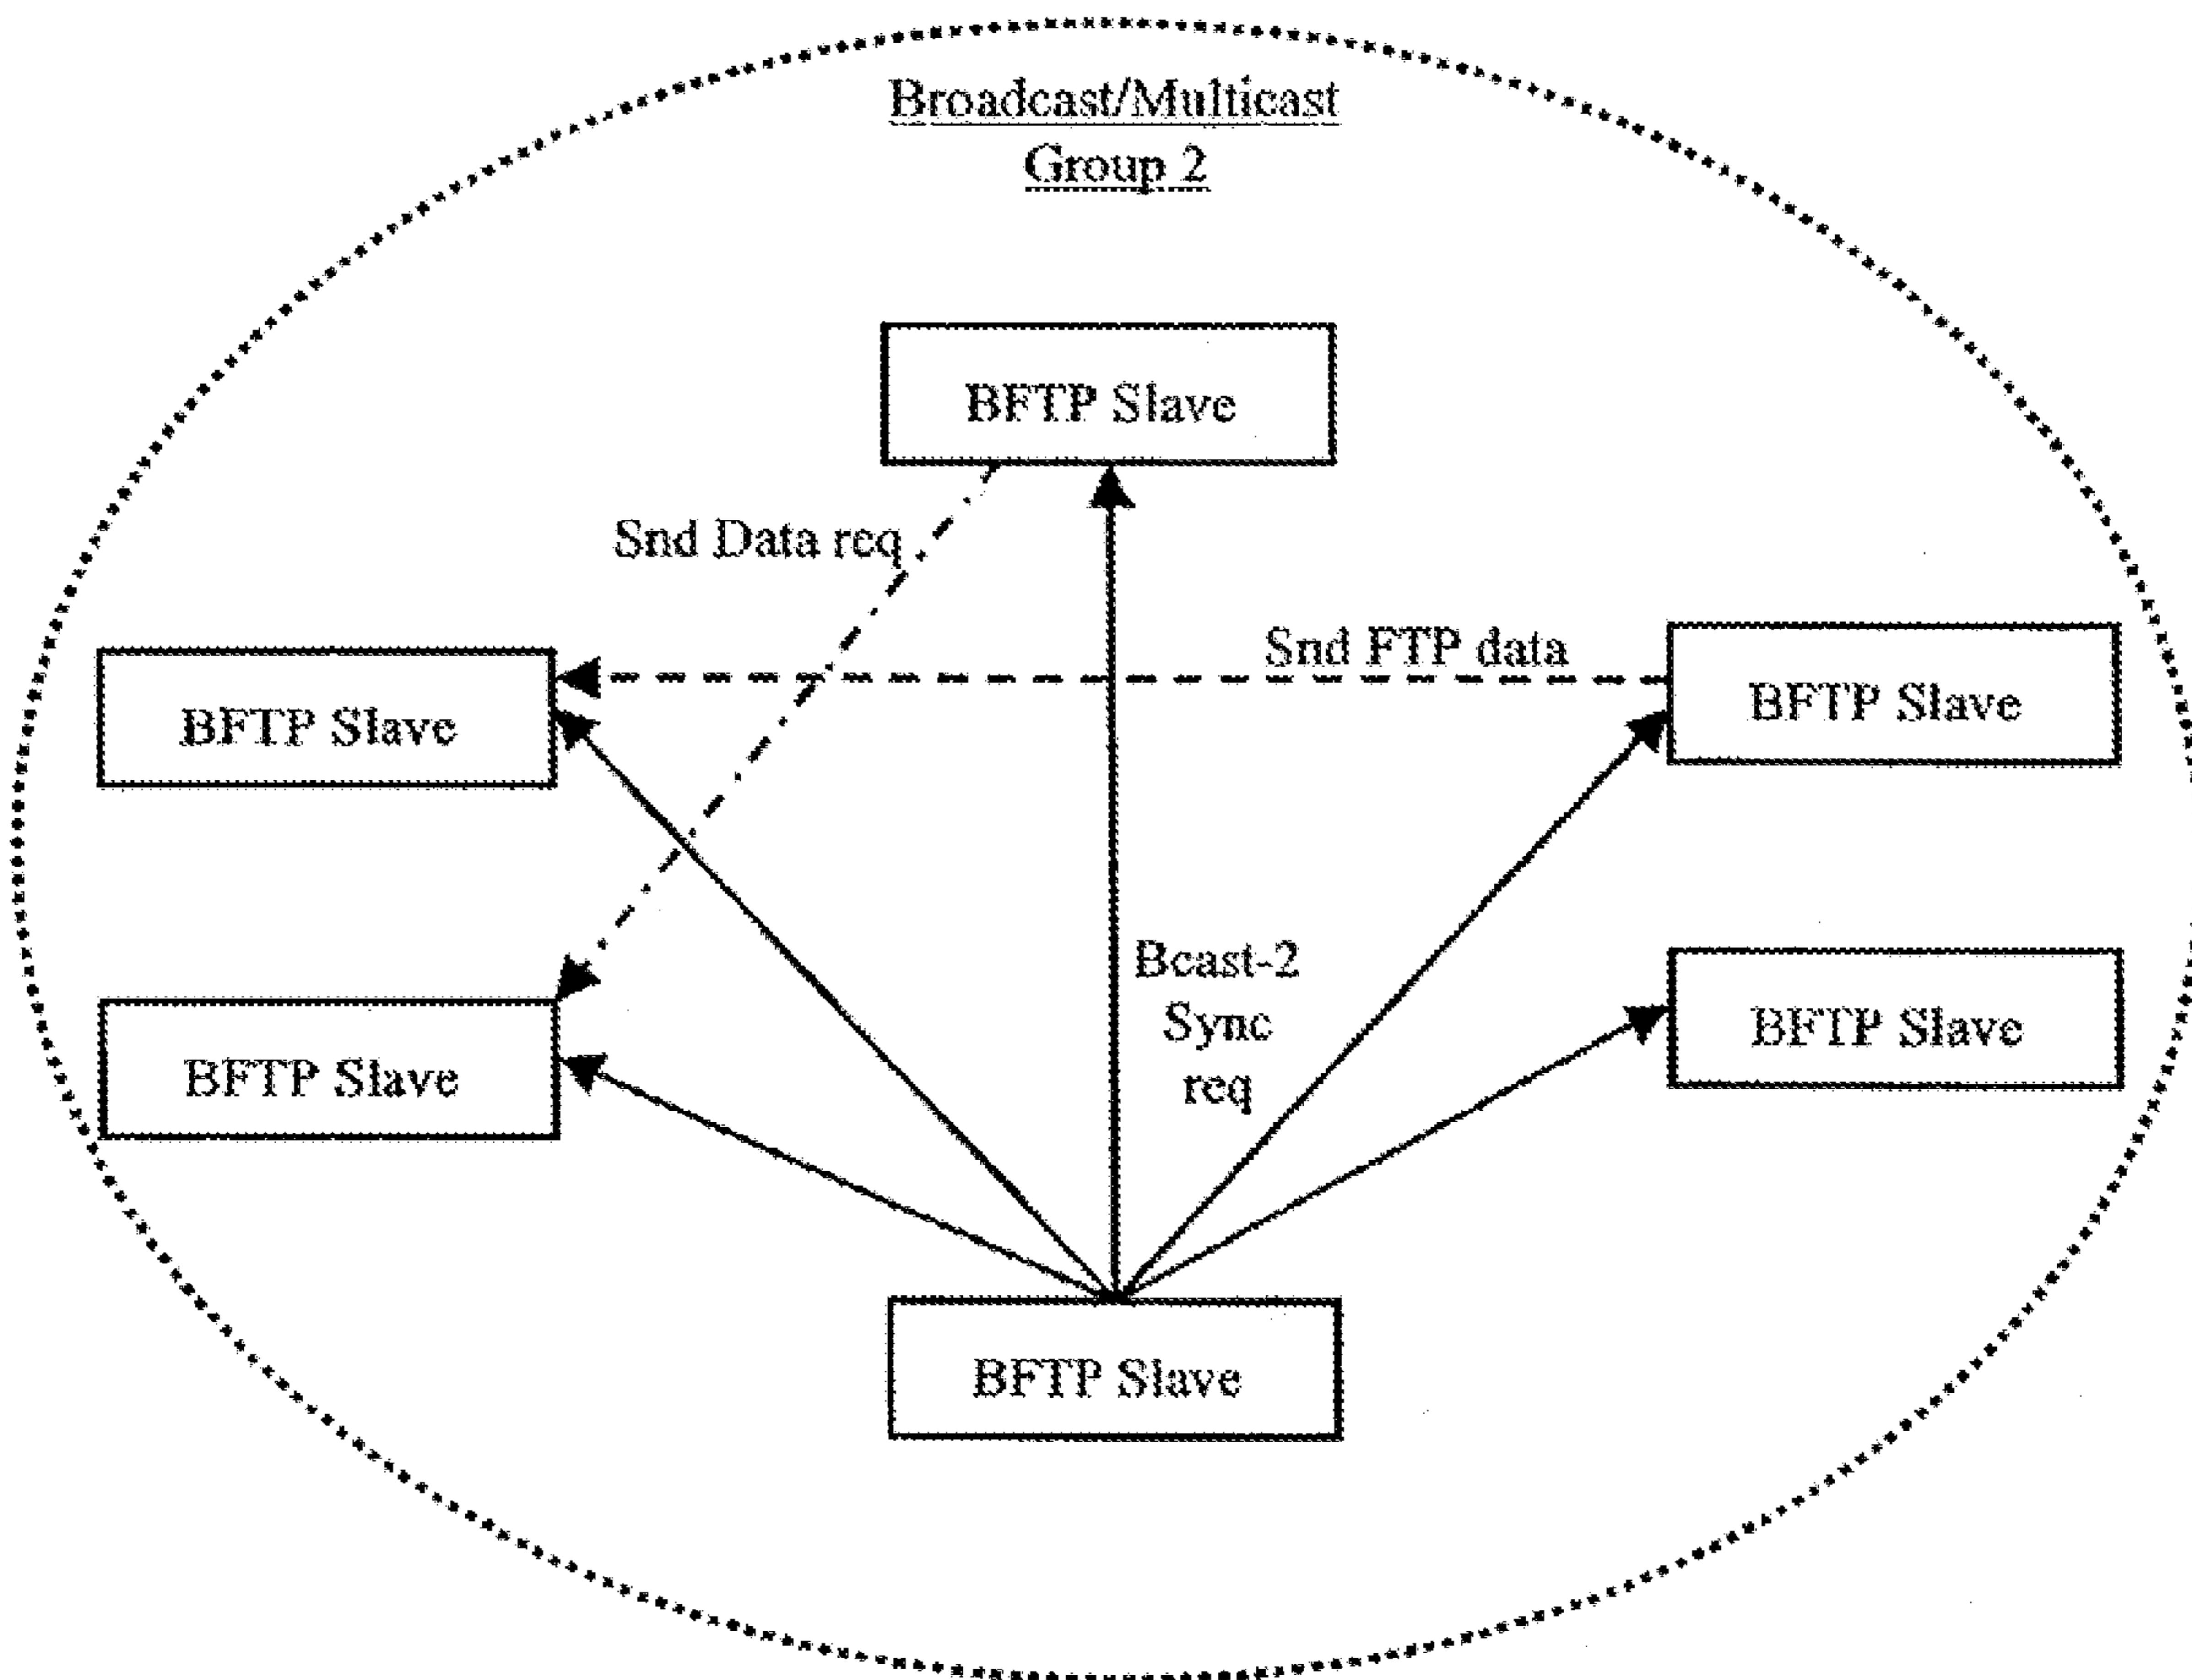 Broadcast/Multicast
Group 2
BFTP Slave
Snd Data req
Snd FTP data
BFTP Slave
BFTP Slave
Bcast-2
Sync
req
BFTP Slave
BFTP Slave
BFTP Slave